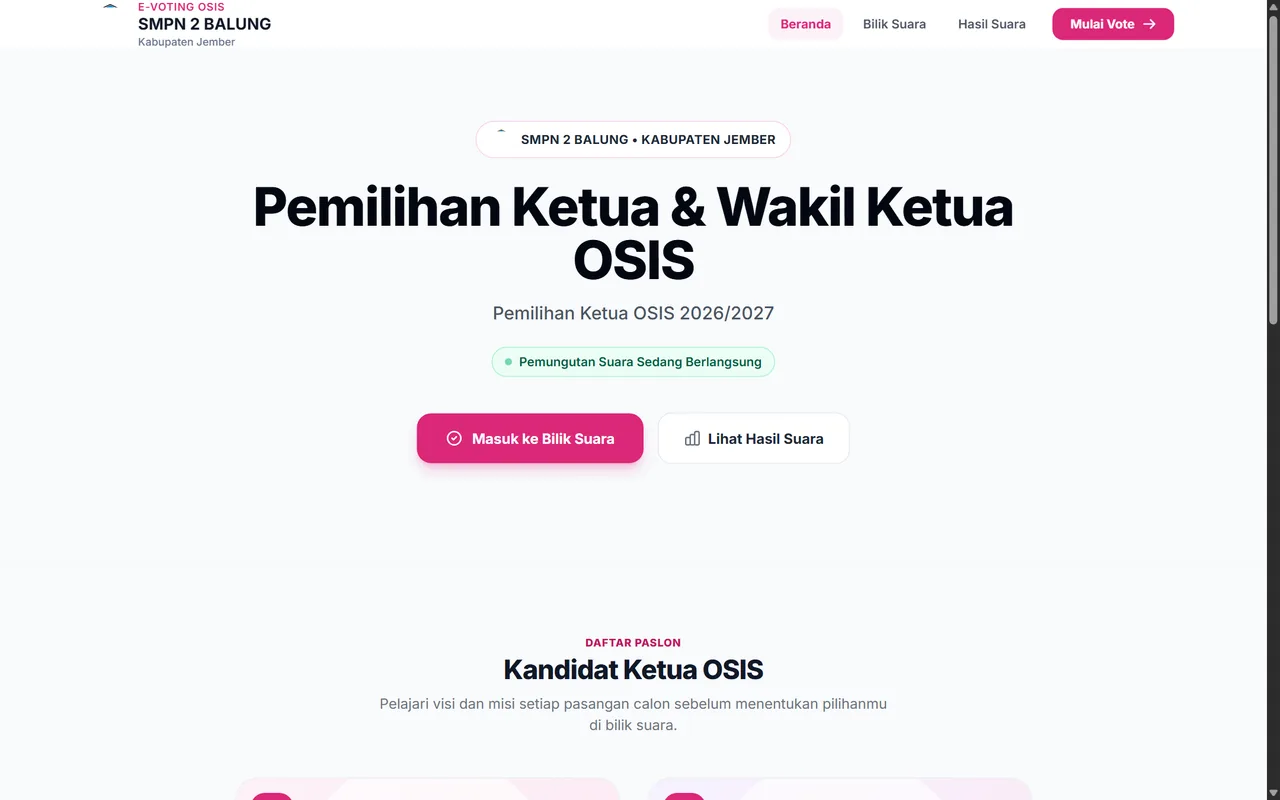 E-VOTING OSIS
SMPN 2 BALUNG
Kabupaten Jember
Beranda
Bilik Suara
Hasil Suara
Mulai Vote
SMPN 2 BALUNG • KABUPATEN JEMBER
Pemilihan Ketua & Wakil Ketua
OSIS
Pemilihan Ketua OSIS 2026/2027
Pemungutan Suara Sedang Berlangsung
Masuk ke Bilik Suara
Lihat Hasil Suara
DAFTAR PASLON
Kandidat Ketua OSIS
Pelajari visi dan misi setiap pasangan calon sebelum menentukan pilihanmu
di bilik suara.